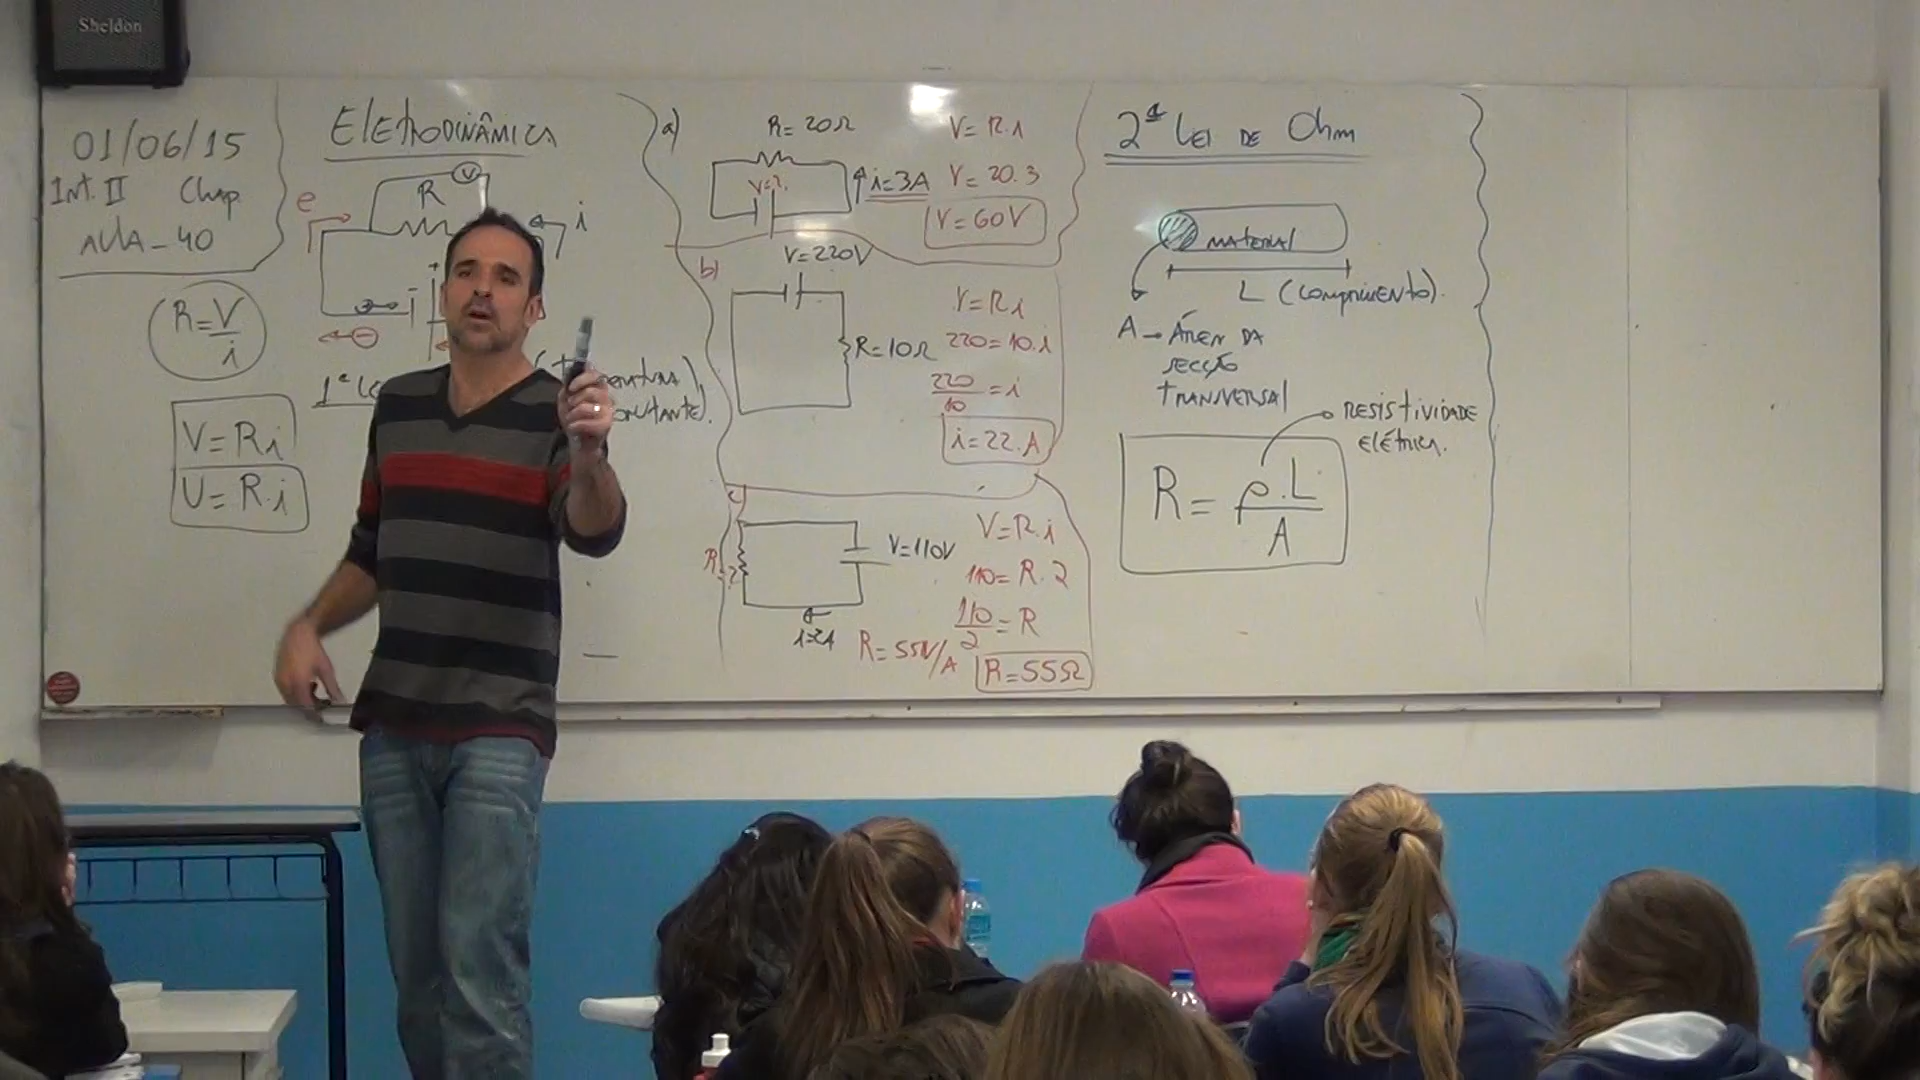 Sheldon
01/06/15
Int. II Chap
AULA - 40
R = V/i
V = R i
U = R. i
ELETRODINÂMICA
e
R
V
i
+
-
1ª
CONSTANTE).
a)
R = 20Ω
V = ?
i = 3A
V = R.i
V = 20.3
V = 60V
b)
V = 220V
R = 10Ω
V = R i
220 = 10.i
220/10 = i
i = 22.A
c)
R = ?
V = 110V
i = 2A
V = R.i
110 = R.2
110/2 = R
R = 55V/A
R = 55Ω
2ª LEI DE OHM
MATERIAL
L (COMPRIMENTO).
A → ÁREA DA
SECÇÃO
TRANSVERSAL
RESISTIVIDADE
ELÉTRICA.
R = ρ.L/A